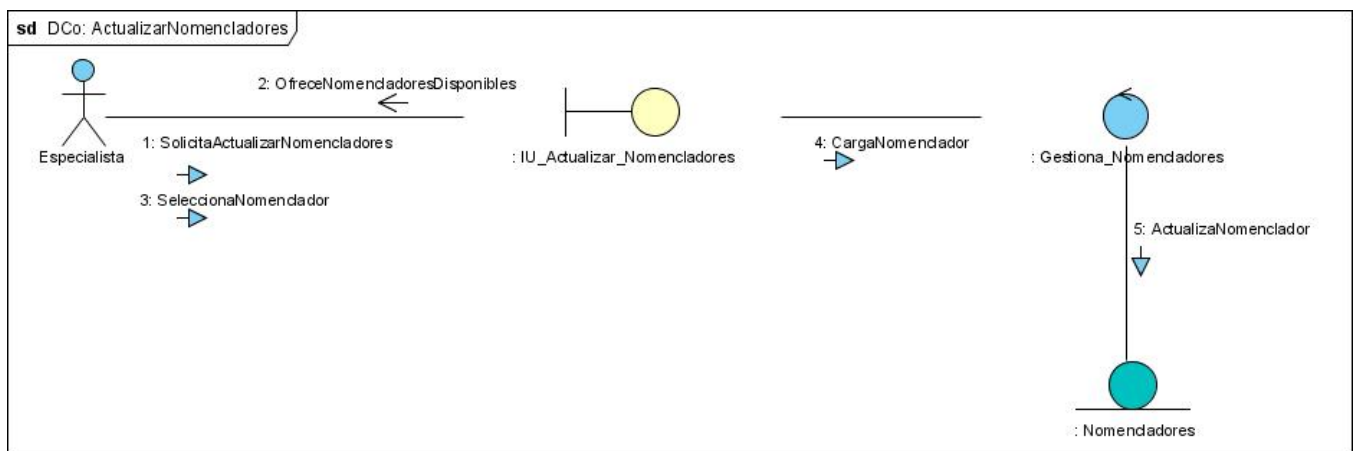 sd DCo: ActualizarNomencladores
2: OfreceNomencladoresDisponibles
1: SolicitaActualizarNomencladores
3: SeleccionaNomenclador
Especialista
: IU_Actualizar_Nomencladores
4: CargaNomenclador
: Gestiona_Nomencladores
5: ActualizaNomenclador
: Nomencladores